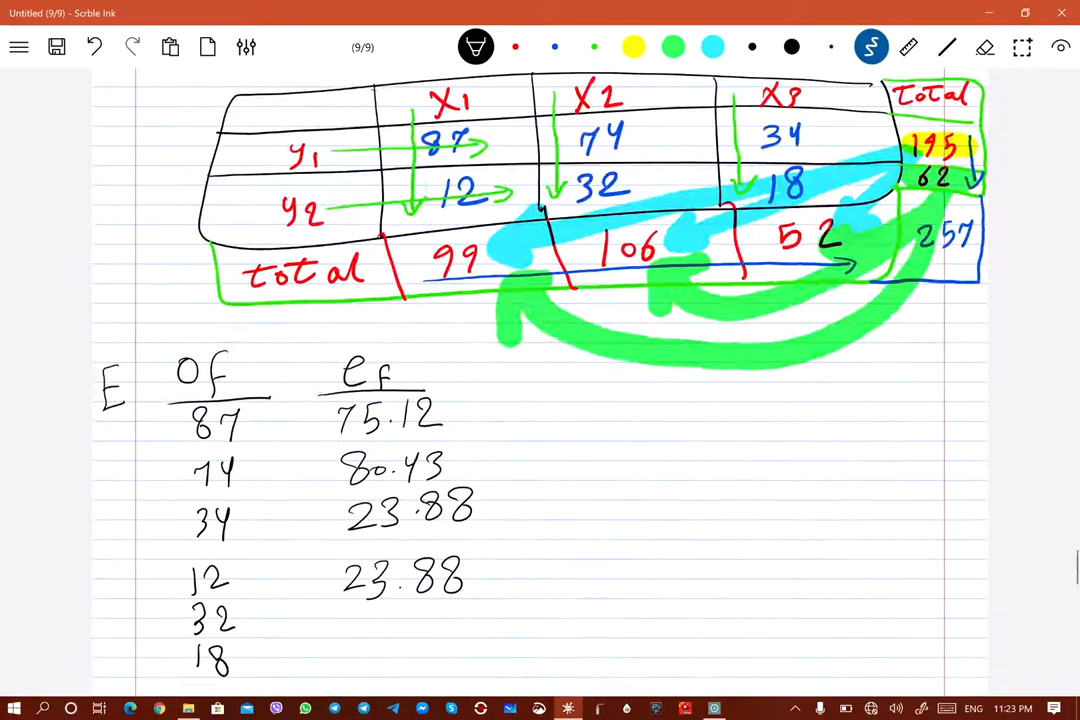 Untitled (9/9) - Scrble Ink
(9/9)
X1 X2 X3 total
y1 87 74 34 195
y2 12 32 18 62
total 99 106 52 257
E of ef
87 75.12
74 80.43
34 23.88
12 23.88
32
18
ENG 11:23 PM